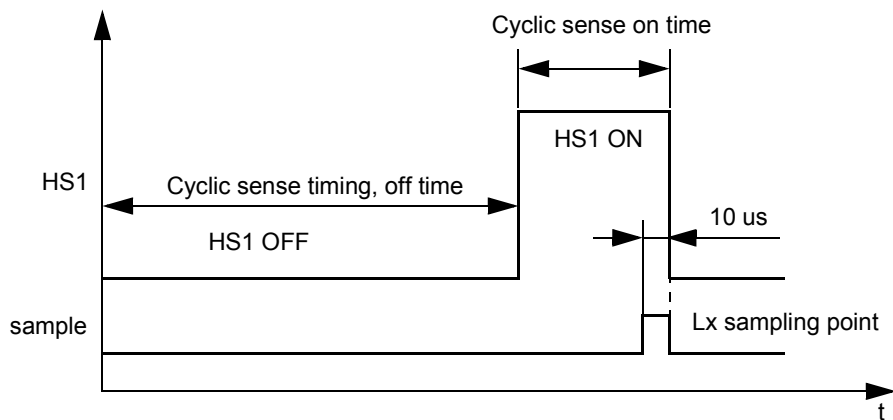 Cyclic sense on time
HS1 ON
HS1
Cyclic sense timing, off time
10 us
HS1 OFF
sample
Lx sampling point
t